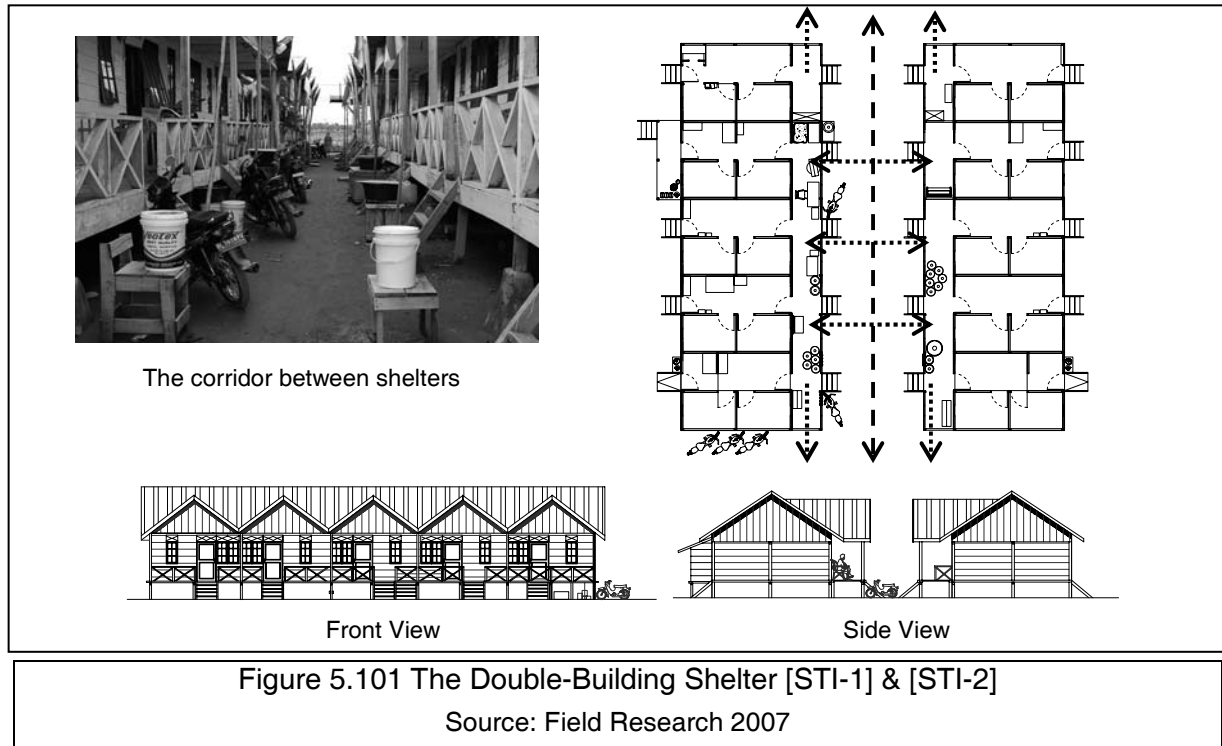 The corridor between shelters
Front View
Side View
Figure 5.101 The Double-Building Shelter [STI-1] & [STI-2]
Source: Field Research 2007